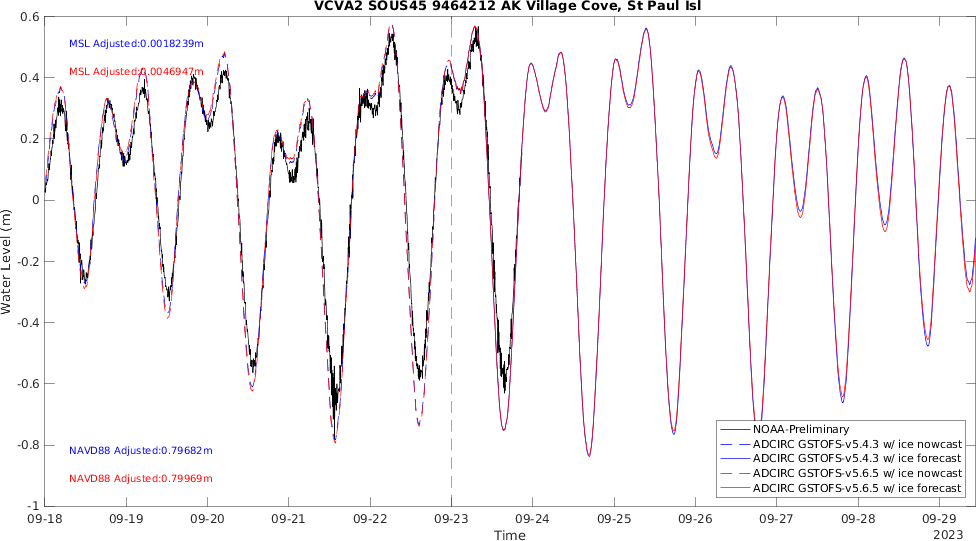 VCVA2 SOUS45 9464212 AK Village Cove, St Paul Isl
0.6
MSL Adjusted:0.0018239m
MSL Adjusted:0.0046947m
0.4
0.2
0
-0.2
-0.4
-0.6
-0.8
-1
Water Level (m)
NAVD88 Adjusted:0.79682m
NAVD88 Adjusted:0.79969m
NOAA-Preliminary
ADCIRC GSTOFS-v5.4.3 w/ ice nowcast
ADCIRC GSTOFS-v5.4.3 w/ ice forecast
ADCIRC GSTOFS-v5.6.5 w/ ice nowcast
ADCIRC GSTOFS-v5.6.5 w/ ice forecast
09-18 09-19 09-20 09-21 09-22 09-23 09-24 09-25 09-26 09-27 09-28 09-29
Time
2023